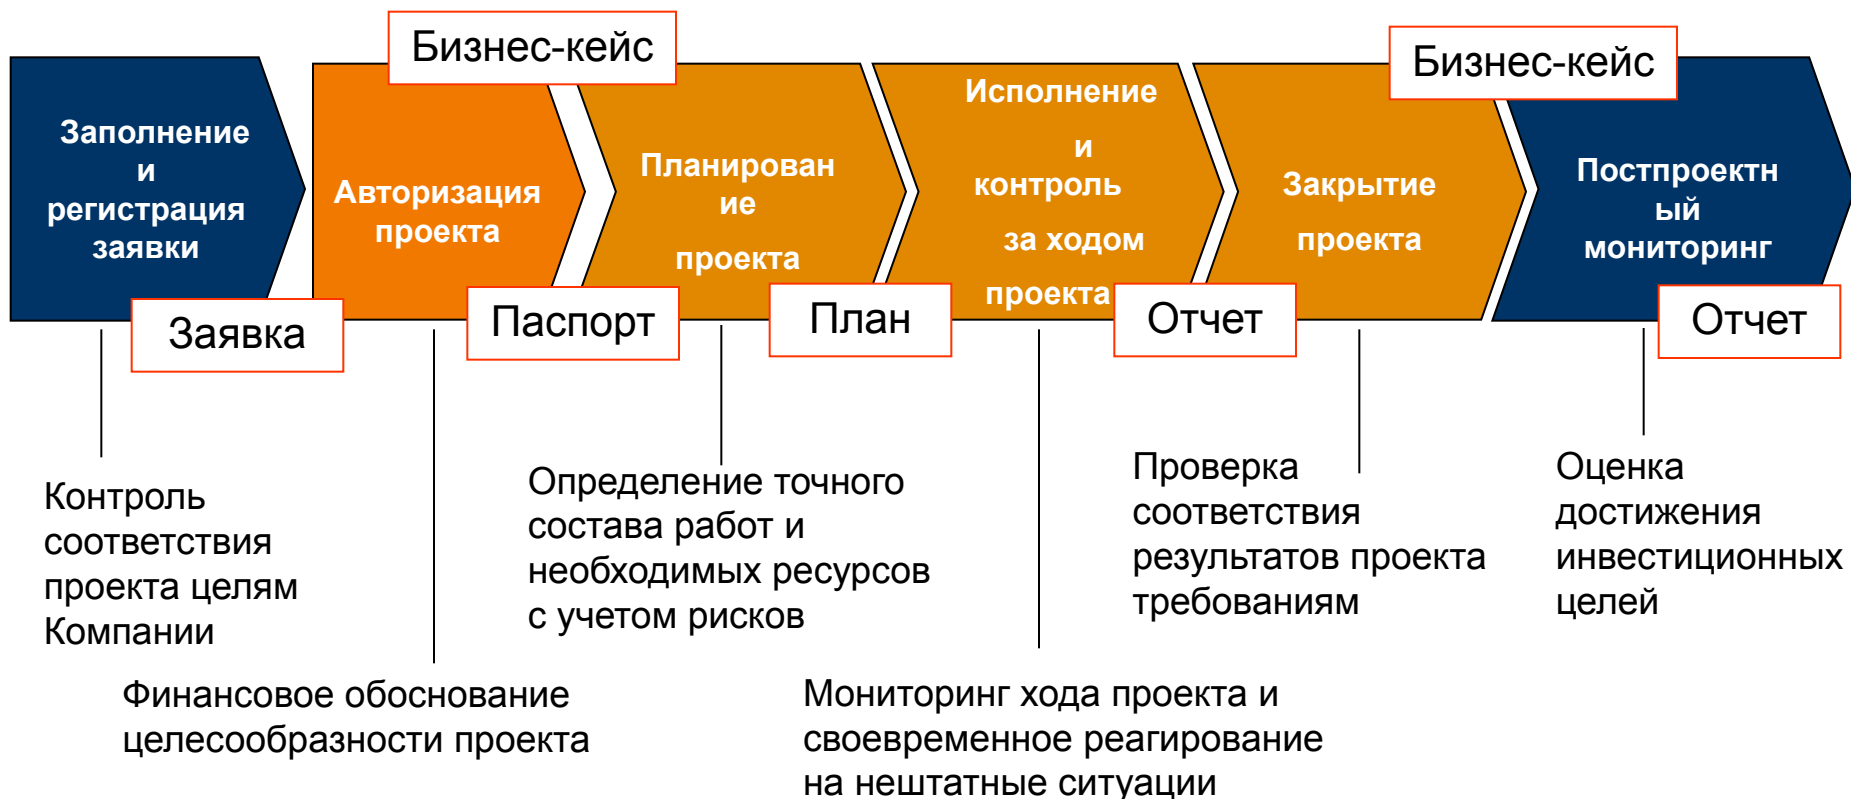 Бизнес-кейс
Бизнес-кейс
Заполнение
и
регистрация
заявки
Авторизация
проекта
Планирован
ие
проекта
Исполнение
и
контроль
за ходом
проекта
Закрытие
проекта
Постпроектн
ый
мониторинг
Заявка
Паспорт
План
Отчет
Отчет
Контроль
соответствия
проекта целям
Компании
Финансовое обоснование
целесообразности проекта
Определение точного
состава работ и
необходимых ресурсов
с учетом рисков
Мониторинг хода проекта и
своевременное реагирование
на нештатные ситуации
Проверка
соответствия
результатов проекта
требованиям
Оценка
достижения
инвестиционных
целей